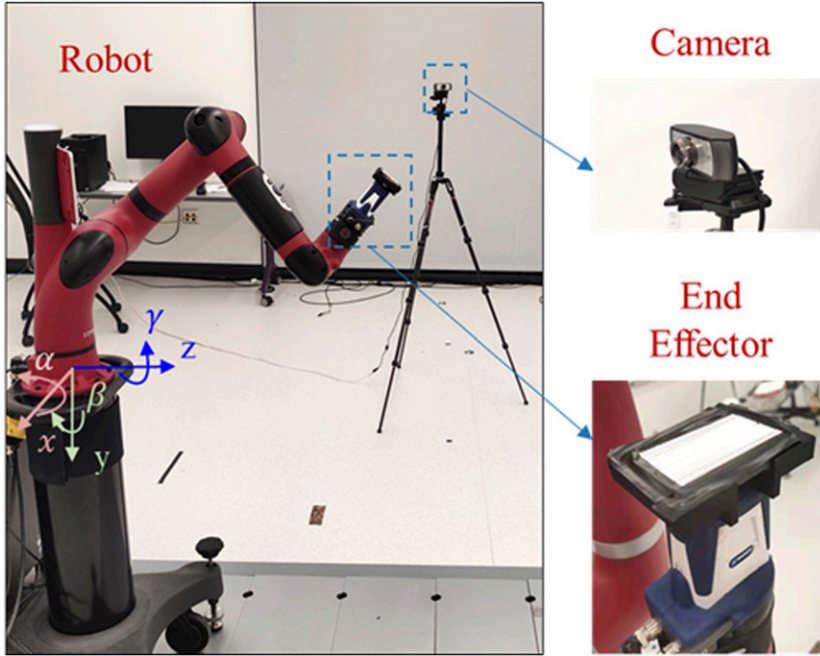 Robot
Camera
End
Effector
γ
z
α
β
x
y